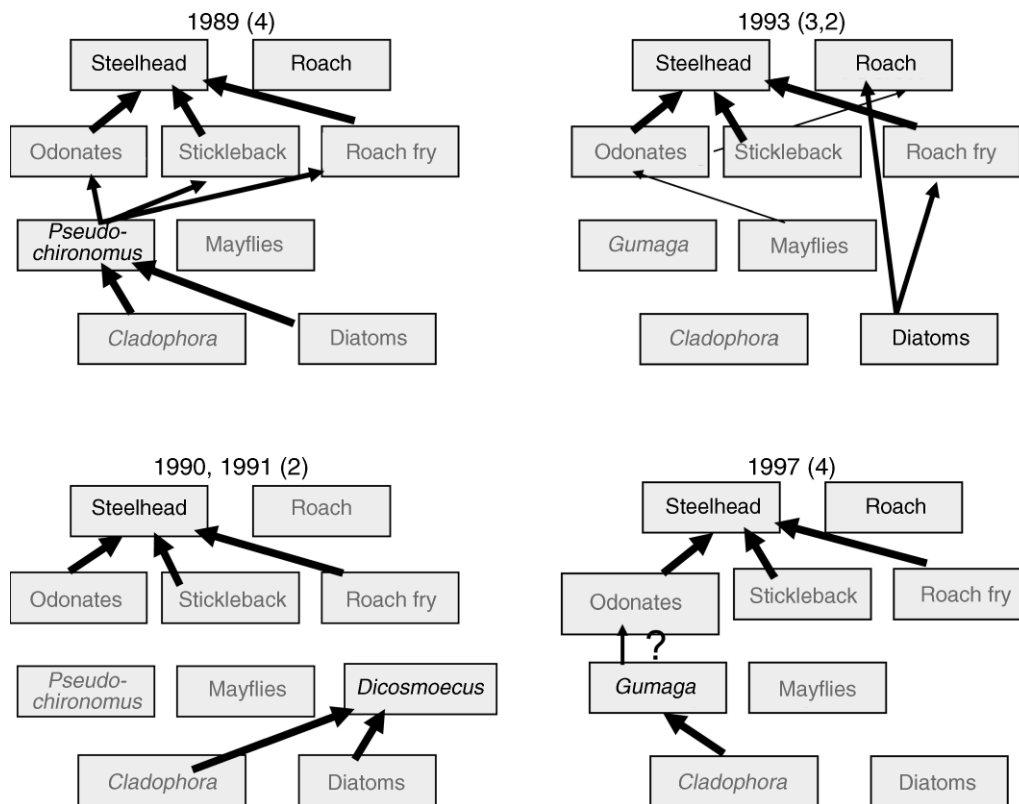 1989 (4)
Steelhead
Roach
Odonates
Stickleback
Roach fry
Pseudo-
chironomus
Mayflies
Cladophora
Diatoms
1993 (3,2)
Steelhead
Roach
Odonates
Stickleback
Roach fry
Gumaga
Mayflies
Cladophora
Diatoms
1990, 1991 (2)
Steelhead
Roach
Odonates
Stickleback
Roach fry
Pseudo-
chironomus
Mayflies
Dicosmoecus
Cladophora
Diatoms
1997 (4)
Steelhead
Roach
Odonates
Stickleback
Roach fry
?
Gumaga
Mayflies
Cladophora
Diatoms